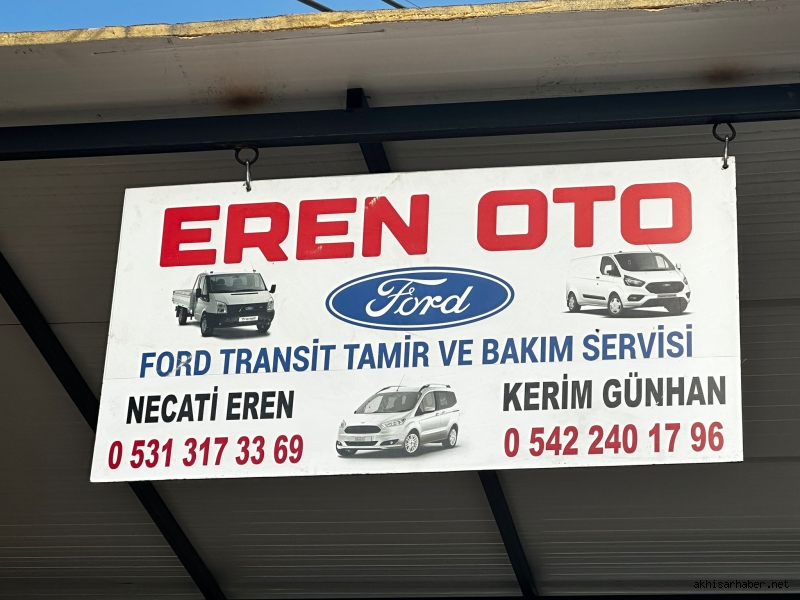 EREN OTO
Ford
FORD TRANSİT TAMİR VE BAKIM SERVİSİ
NECATİ EREN
KERİM GÜNHAN
0 531 317 33 69
0 542 240 17 96
akhisarhaber.net